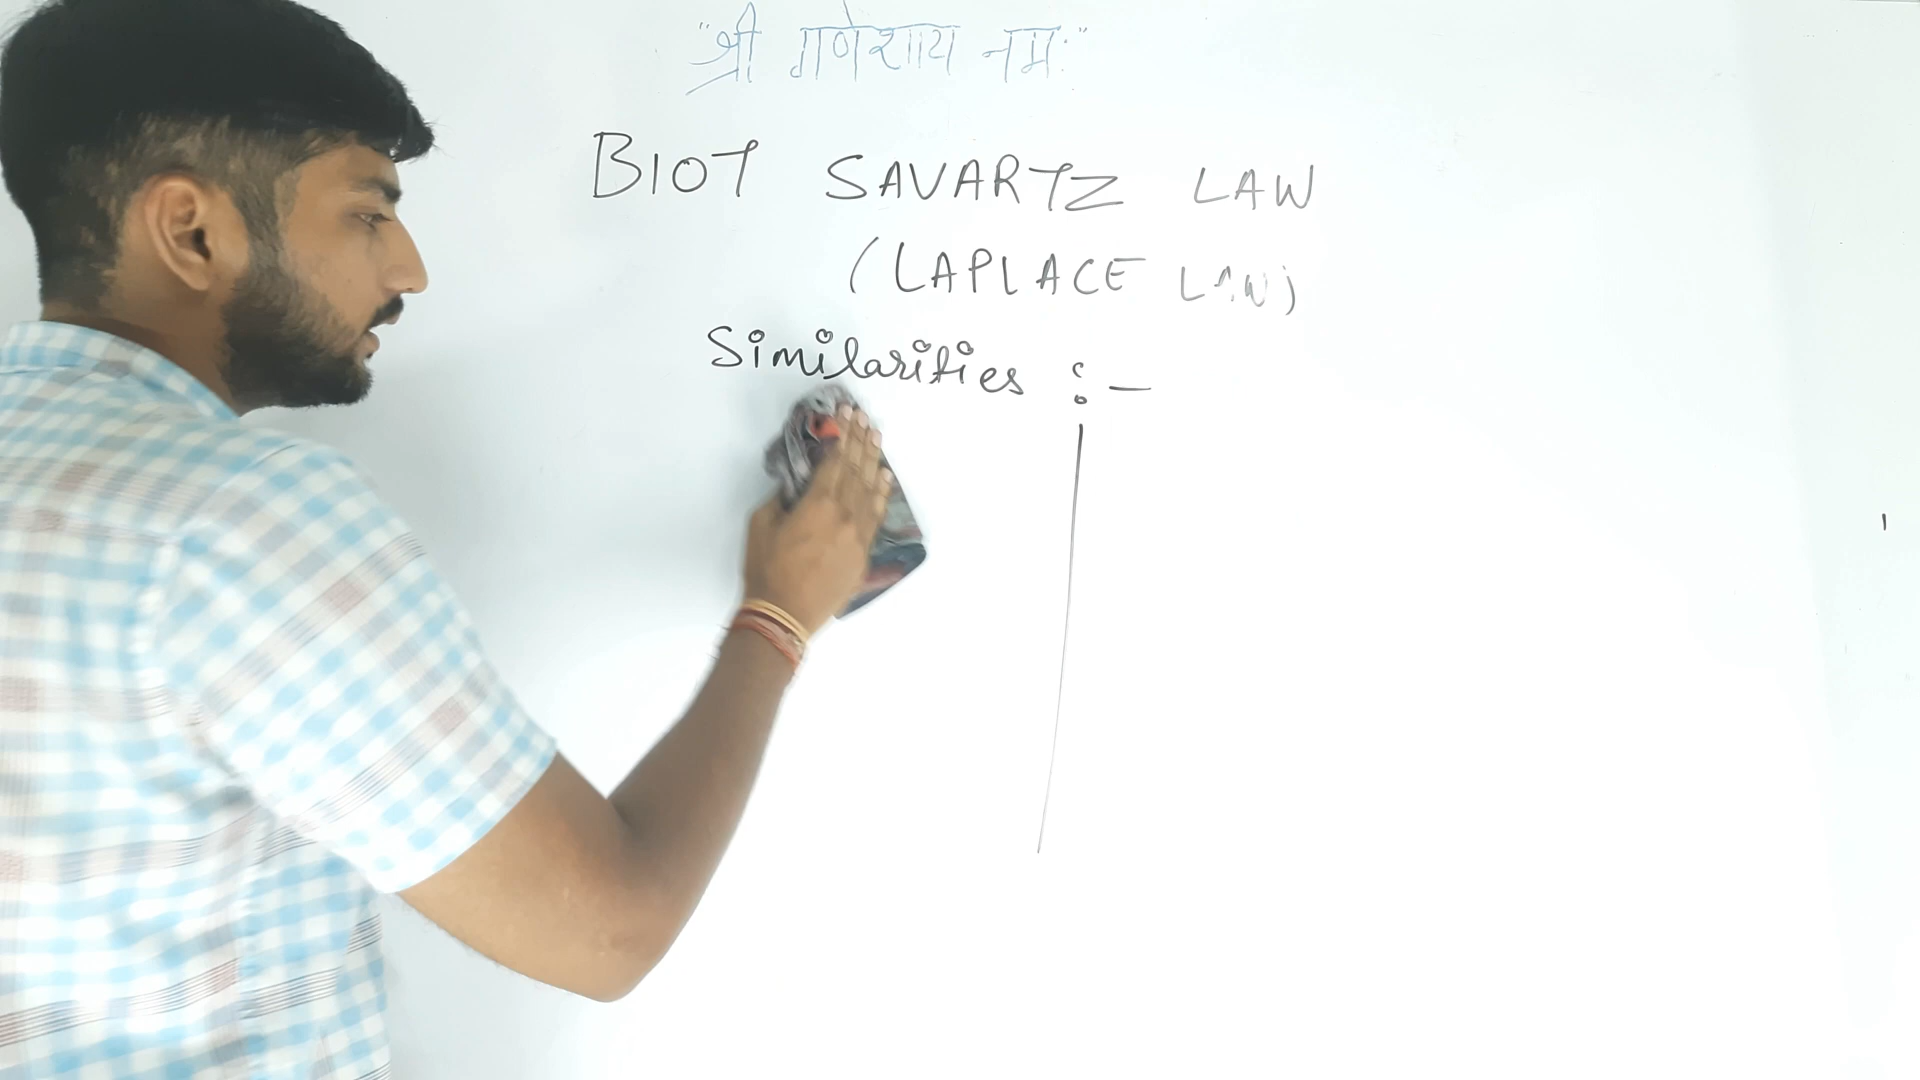 "श्री गणेशाय नमः"
BIOT SAVARTZ LAW
(LAPLACE LAW)
Similarities :-